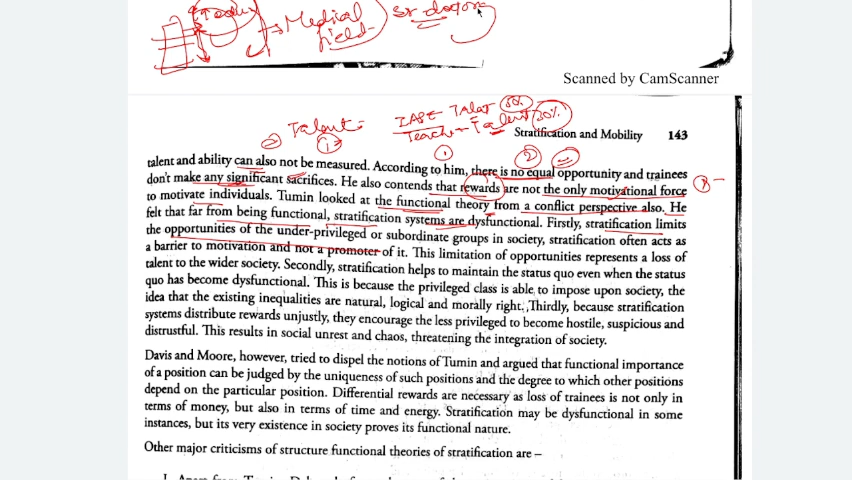 Medical
field
Scanned by CamScanner
Talent
Talent 50%
Teacher - Talent 30%
Stratification and Mobility 143
talent and ability can also not be measured. According to him, there is no equal opportunity and trainees
don't make any significant sacrifices. He also contends that rewards are not the only motivational force
to motivate individuals. Tumin looked at the functional theory from a conflict perspective also. He
felt that far from being functional, stratification systems are dysfunctional. Firstly, stratification limits
the opportunities of the under-privileged or subordinate groups in society, stratification often acts as
a barrier to motivation and not a promoter of it. This limitation of opportunities represents a loss of
talent to the wider society. Secondly, stratification helps to maintain the status quo even when the status
quo has become dysfunctional. This is because the privileged class is able to impose upon society, the
idea that the existing inequalities are natural, logical and morally right. Thirdly, because stratification
systems distribute rewards unjustly, they encourage the less privileged to become hostile, suspicious and
distrustful. This results in social unrest and chaos, threatening the integration of society.
Davis and Moore, however, tried to dispel the notions of Tumin and argued that functional importance
of a position can be judged by the uniqueness of such positions and the degree to which other positions
depend on the particular position. Differential rewards are necessary as loss of trainees is not only in
terms of money, but also in terms of time and energy. Stratification may be dysfunctional in some
instances, but its very existence in society proves its functional nature.
Other major criticisms of structure functional theories of stratification are –